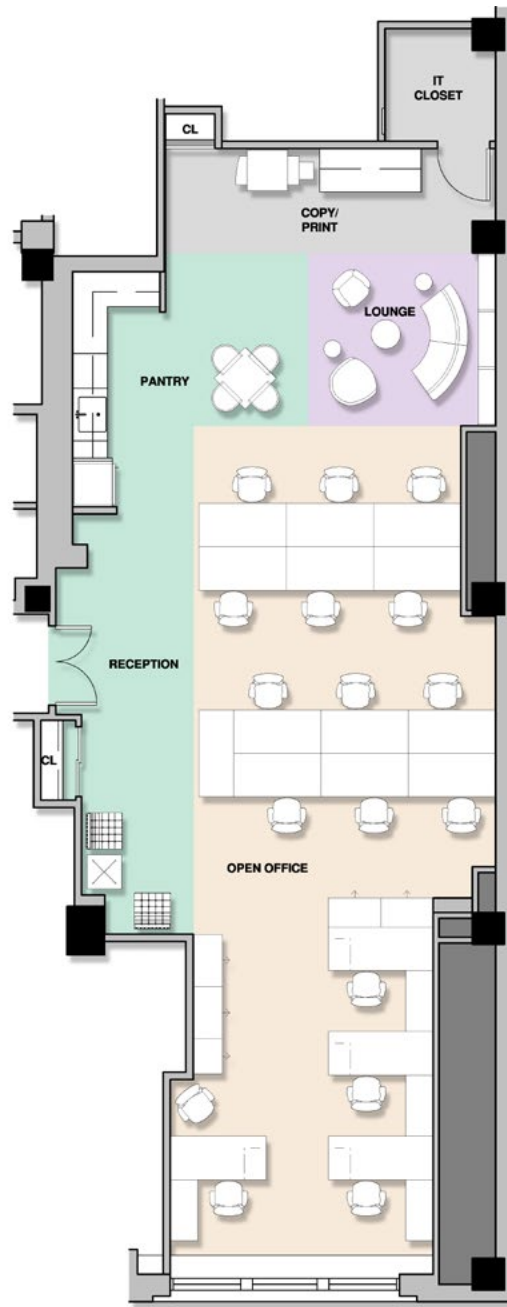 IT
CLOSET
CL
COPY/
PRINT
LOUNGE
PANTRY
RECEPTION
CL
OPEN OFFICE